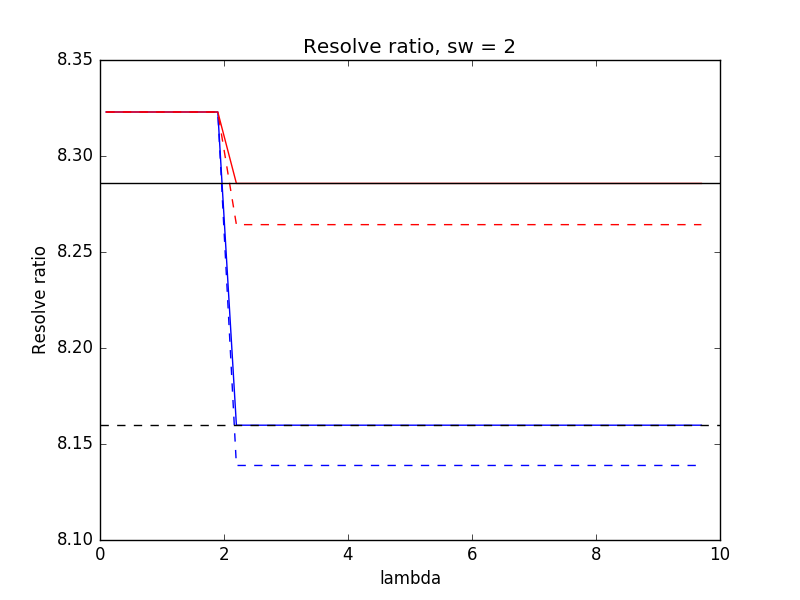 Resolve ratio, sw = 2
8.35
8.30
8.25
8.20
8.15
8.10
Resolve ratio
0 2 4 6 8 10
lambda